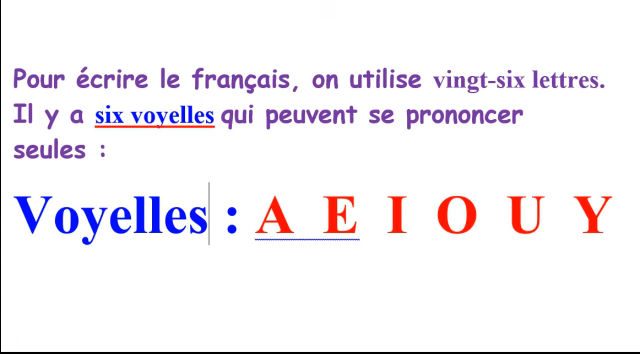 Pour écrire le français, on utilise vingt-six lettres.
Il y a six voyelles qui peuvent se prononcer
seules :
Voyelles : A E I O U Y